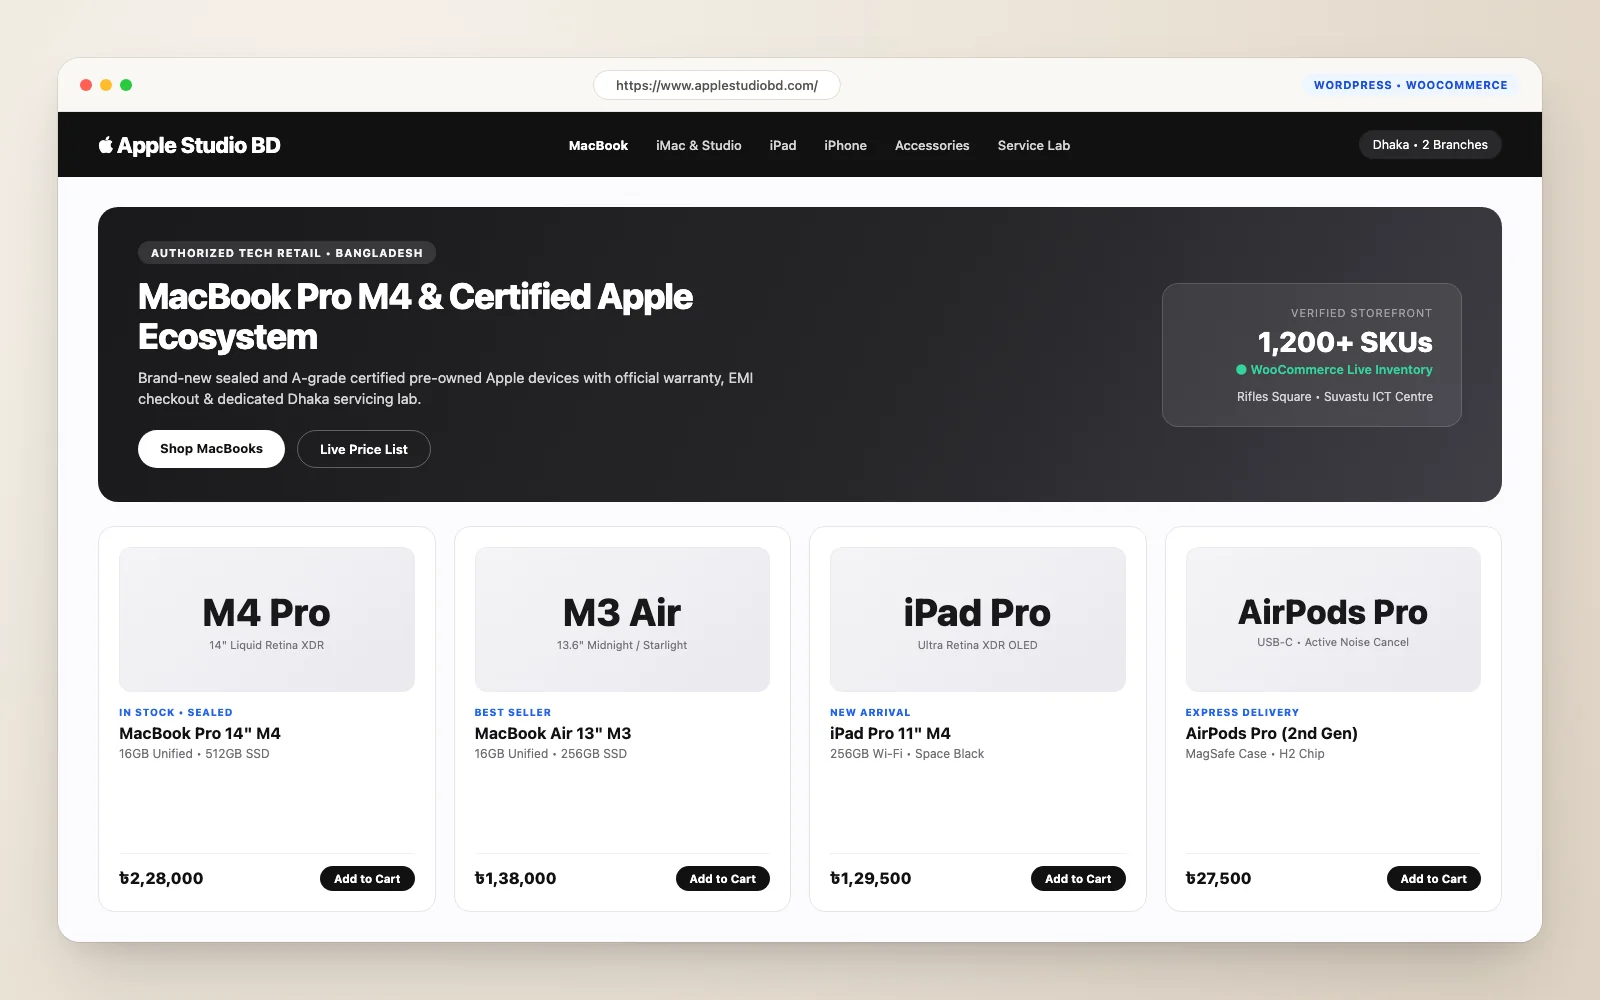 https://www.applestudiobd.com/
WORDPRESS • WOOCOMMERCE
Apple Studio BD
MacBook
iMac & Studio
iPad
iPhone
Accessories
Service Lab
Dhaka • 2 Branches
AUTHORIZED TECH RETAIL • BANGLADESH
MacBook Pro M4 & Certified Apple
Ecosystem
Brand-new sealed and A-grade certified pre-owned Apple devices with official warranty, EMI
checkout & dedicated Dhaka servicing lab.
Shop MacBooks
Live Price List
VERIFIED STOREFRONT
1,200+ SKUs
WooCommerce Live Inventory
Rifles Square • Suvastu ICT Centre
M4 Pro
14" Liquid Retina XDR
IN STOCK • SEALED
MacBook Pro 14" M4
16GB Unified • 512GB SSD
৳2,28,000
Add to Cart
M3 Air
13.6" Midnight / Starlight
BEST SELLER
MacBook Air 13" M3
16GB Unified • 256GB SSD
৳1,38,000
Add to Cart
iPad Pro
Ultra Retina XDR OLED
NEW ARRIVAL
iPad Pro 11" M4
256GB Wi-Fi • Space Black
৳1,29,500
Add to Cart
AirPods Pro
USB-C • Active Noise Cancel
EXPRESS DELIVERY
AirPods Pro (2nd Gen)
MagSafe Case • H2 Chip
৳27,500
Add to Cart